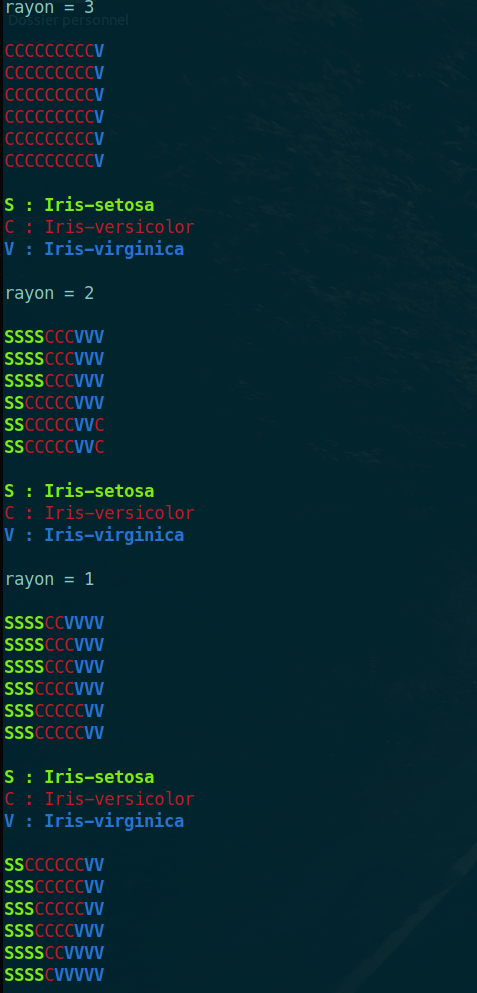 rayon = 3
Dossier personnel
CCCCCCCCCV
CCCCCCCCCV
CCCCCCCCCV
CCCCCCCCCV
CCCCCCCCCV
CCCCCCCCCV
S : Iris-setosa
C : Iris-versicolor
V : Iris-virginica
rayon = 2
SSSSCCCVVV
SSSSCCCVVV
SSSSCCCVVV
SSCCCCCVVV
SSCCCCCVVC
SSCCCCCVVC
S : Iris-setosa
C : Iris-versicolor
V : Iris-virginica
rayon = 1
SSSSCCVVVV
SSSSCCCVVV
SSSSCCCVVV
SSSCCCCVVV
SSSCCCCCVV
SSSCCCCCVV
S : Iris-setosa
C : Iris-versicolor
V : Iris-virginica
SSCCCCCCVV
SSSCCCCCVV
SSSCCCCCVV
SSSCCCCVVV
SSSSCCVVVV
SSSSCVVVVV